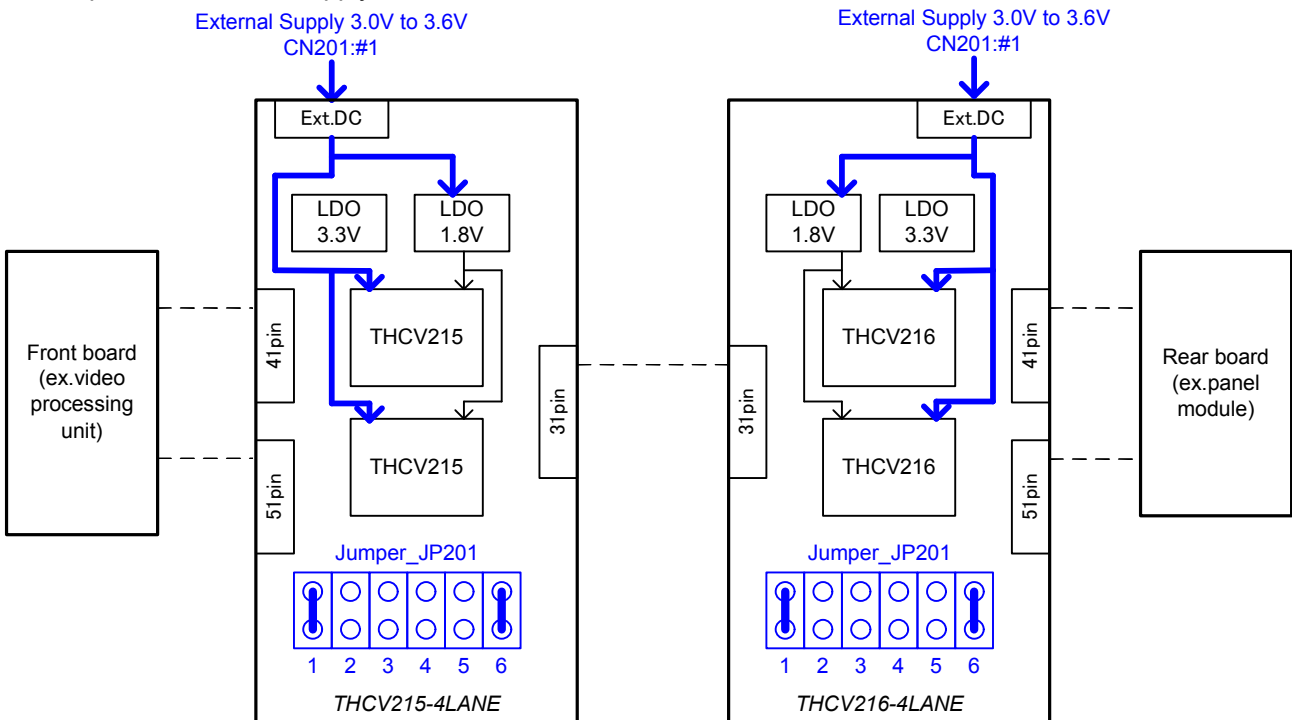 External Supply 3.0V to 3.6V
CN201:#1
External Supply 3.0V to 3.6V
CN201:#1
Ext.DC
Ext.DC
LDO
3.3V
LDO
1.8V
LDO
1.8V
LDO
3.3V
Front board
(ex.video
processing
unit)
41pin
51pin
THCV215
THCV215
31pin
31pin
THCV216
THCV216
41pin
51pin
Rear board
(ex.panel
module)
Jumper_JP201
1 2 3 4 5 6
THCV215-4LANE
Jumper_JP201
1 2 3 4 5 6
THCV216-4LANE